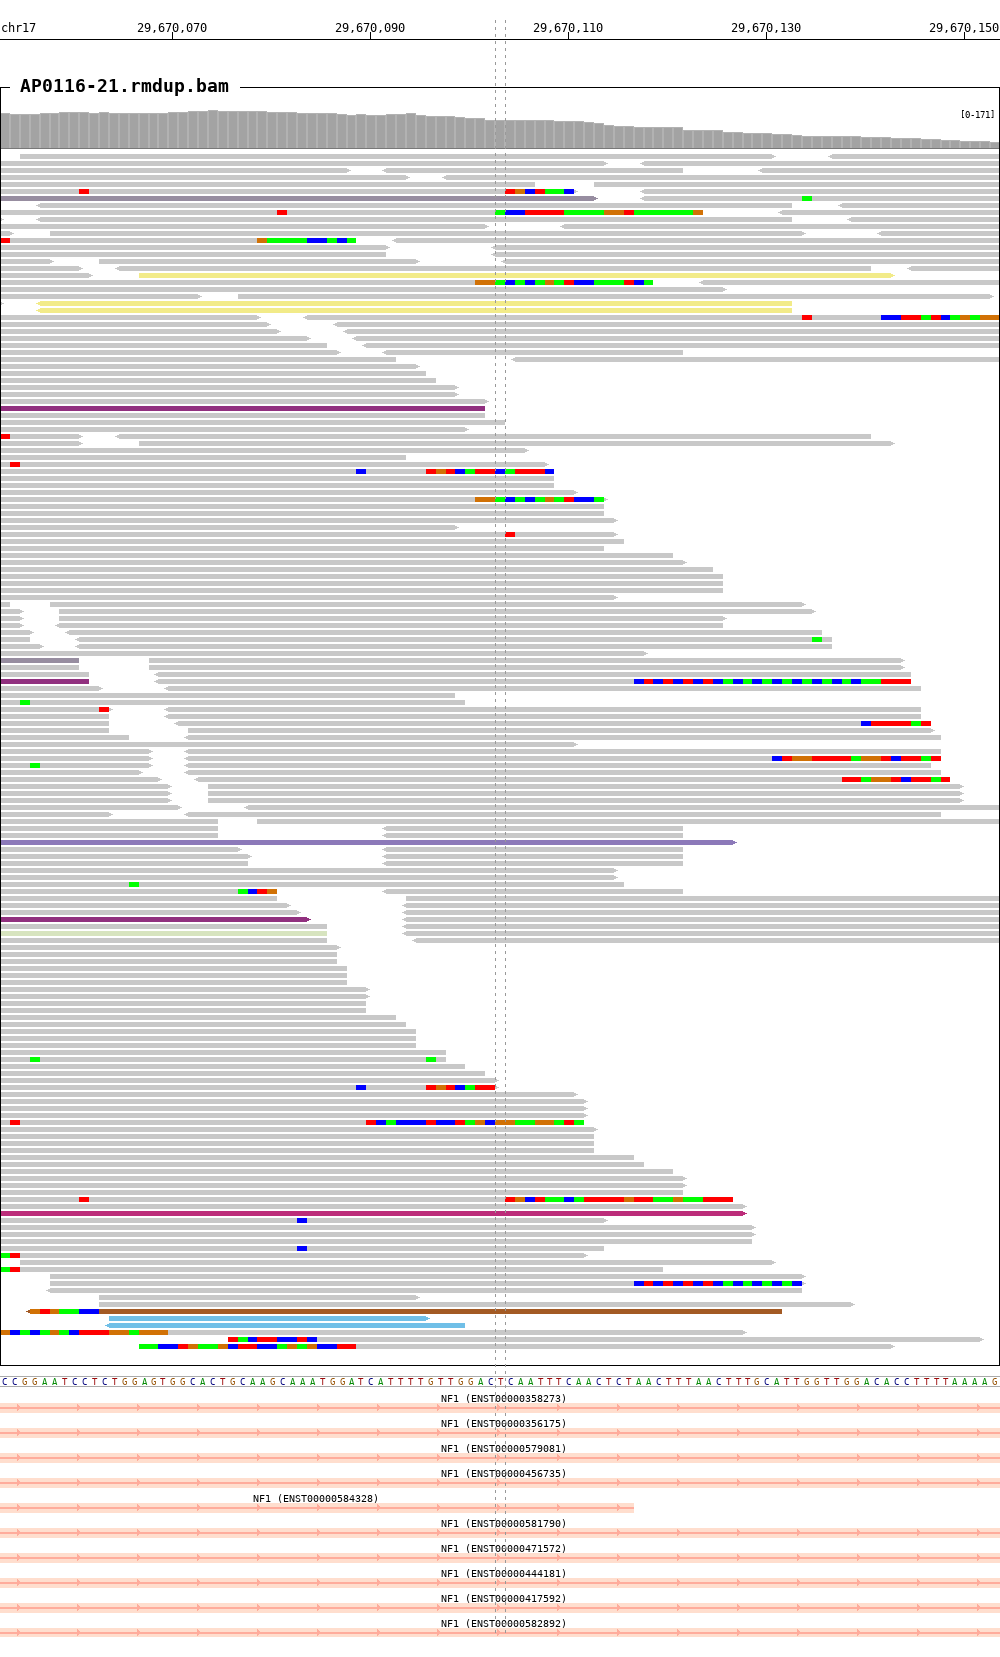 chr17 29,670,070 29,670,090 29,670,110 29,670,130 29,670,150
AP0116-21.rmdup.bam
[0-171]
CCGGAATCCTCTGGAGTGGCACTGCAAGCAAATGGATCATTTTGTTGGACTCAATTTCAACTCTAACTTTAACTTTGCATTGGTTGGACACCTTTTAAAAG
NF1 (ENST00000358273)
NF1 (ENST00000356175)
NF1 (ENST00000579081)
NF1 (ENST00000456735)
NF1 (ENST00000584328)
NF1 (ENST00000581790)
NF1 (ENST00000471572)
NF1 (ENST00000444181)
NF1 (ENST00000417592)
NF1 (ENST00000582892)